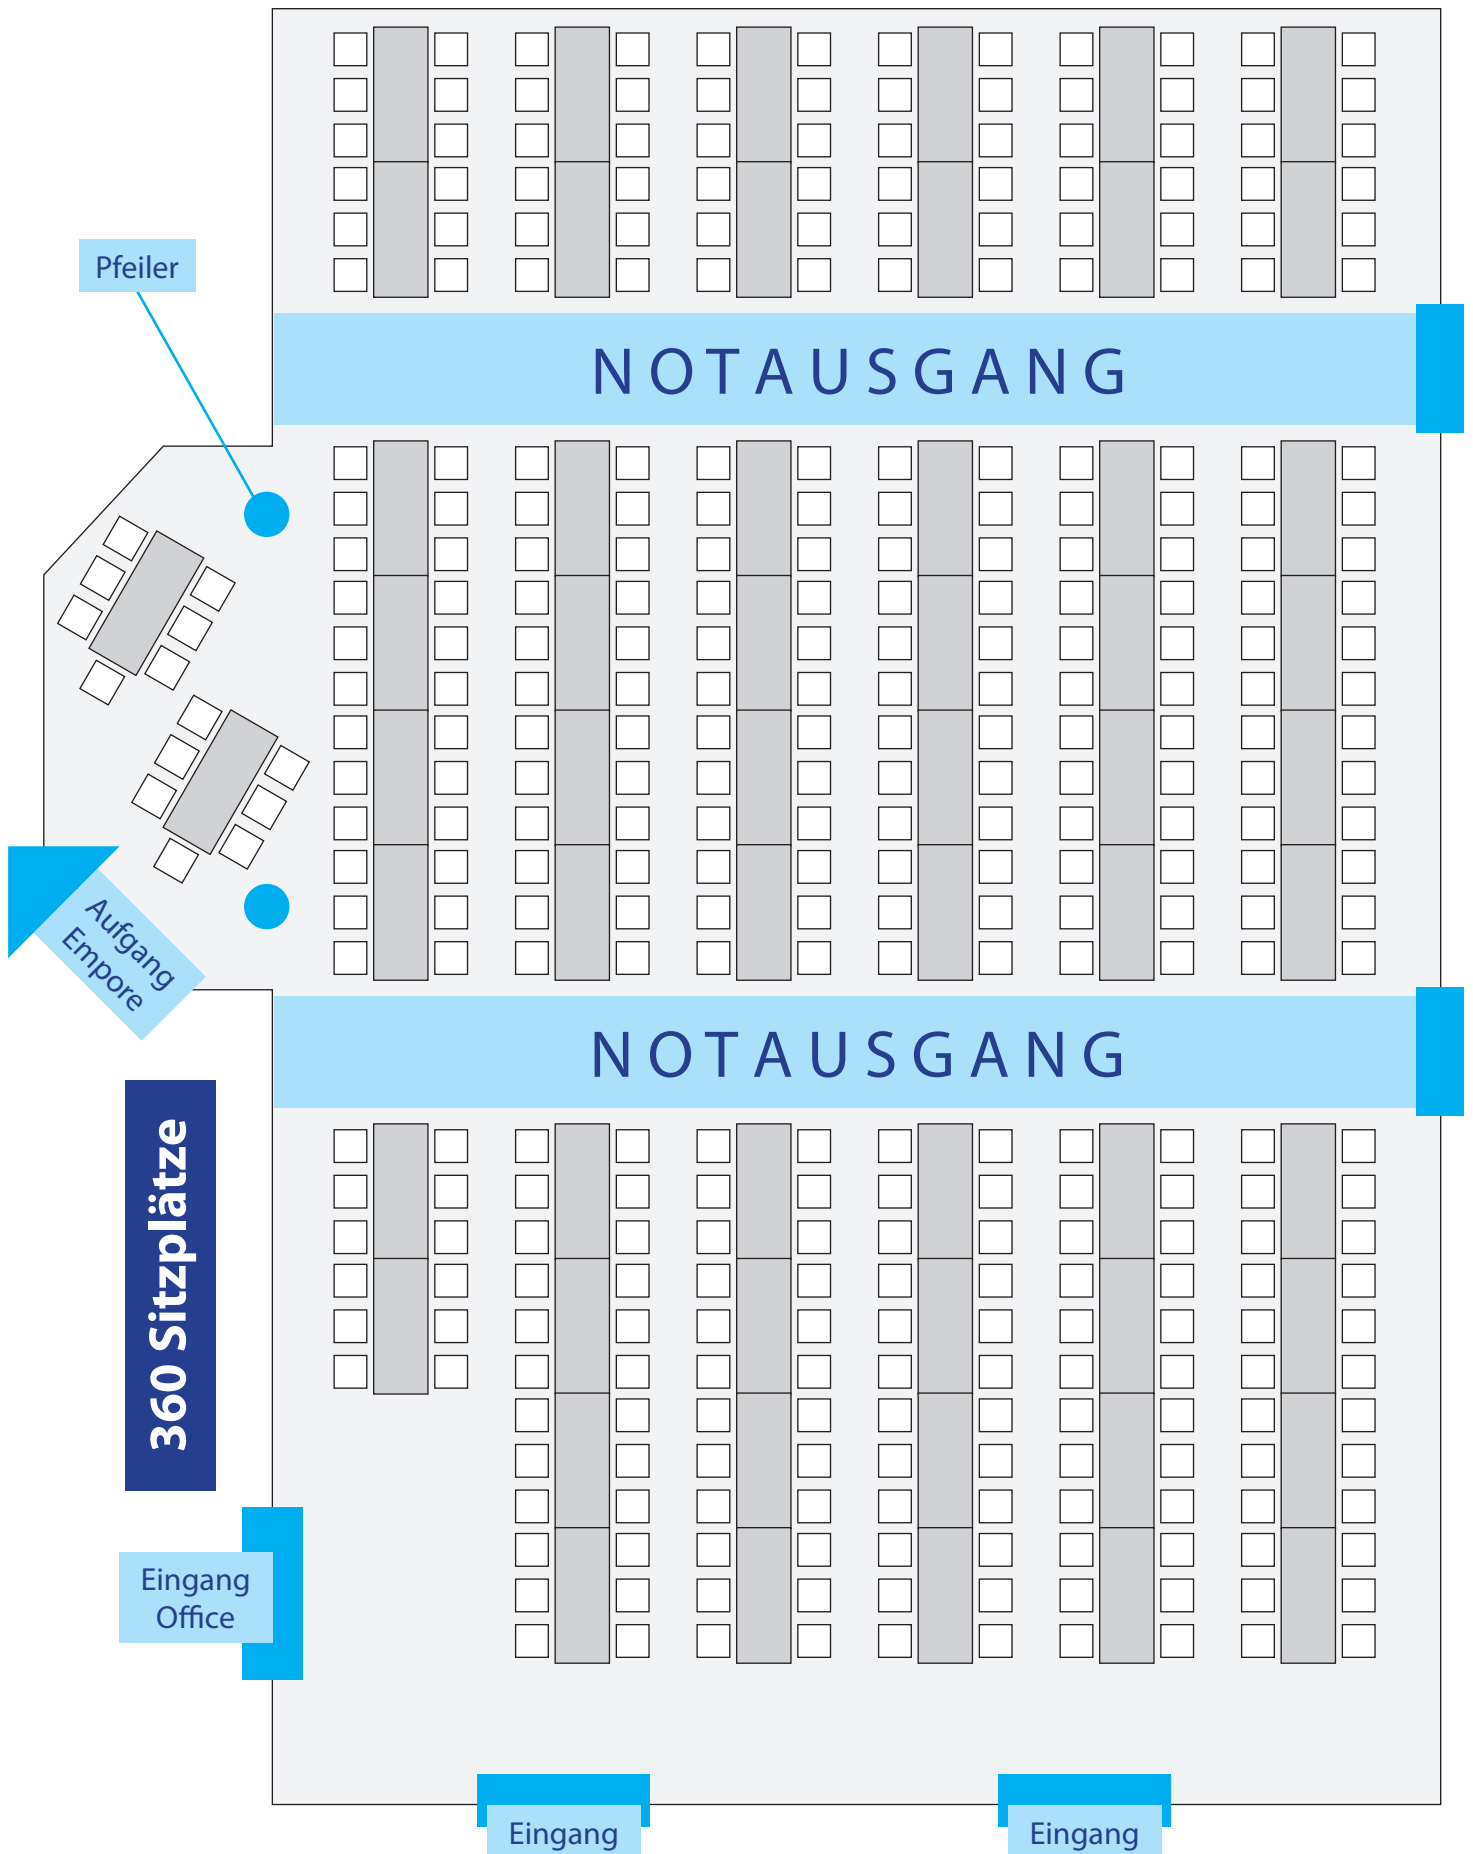 Pfeiler
NOTAUSGANG
Aufgang
Empore
NOTAUSGANG
360 Sitzplätze
Eingang
Office
Eingang
Eingang